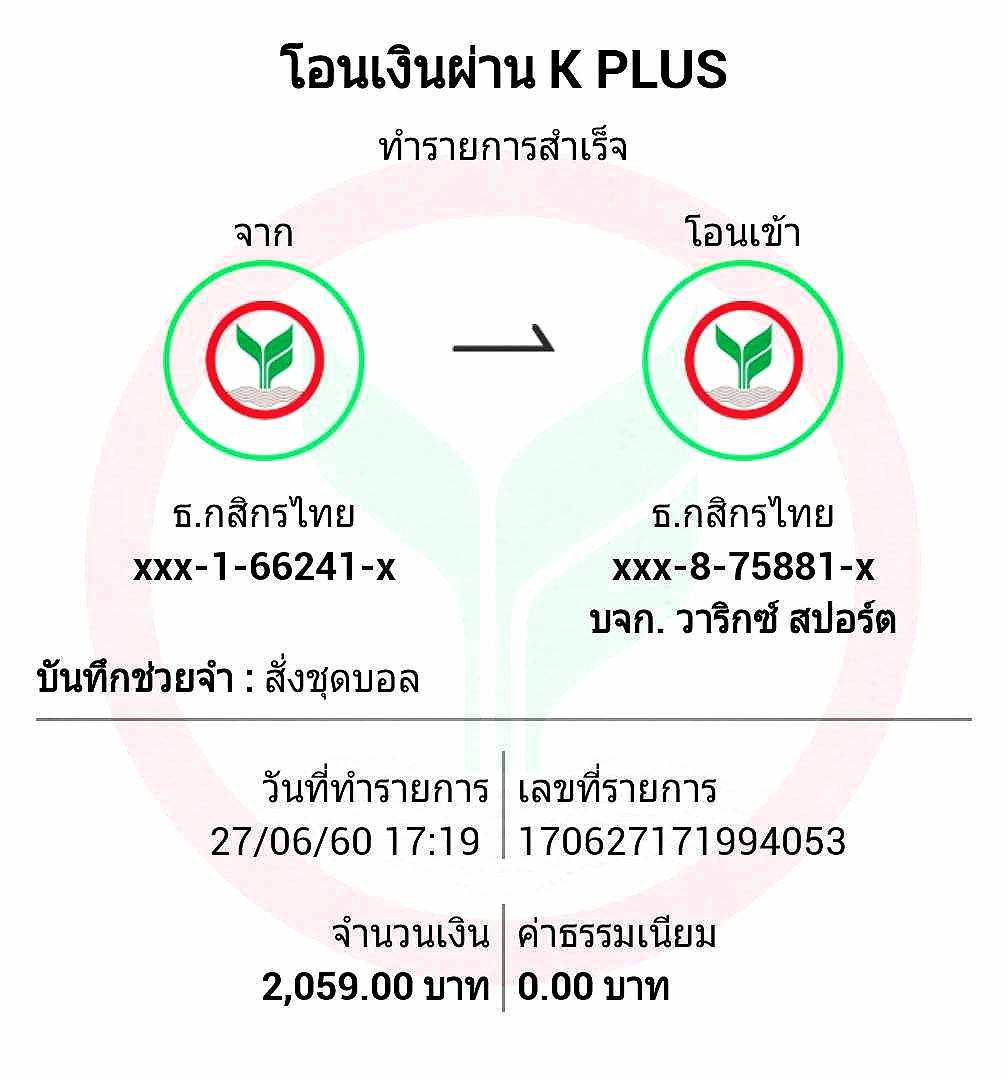 โอนเงินผ่าน K PLUS
ทำรายการสำเร็จ
จาก
โอนเข้า
ธ.กสิกรไทย
xxx-1-66241-x
ธ.กสิกรไทย
xxx-8-75881-x
บจก. วาริกซ์ สปอร์ต
บันทึกช่วยจำ : สั่งชุดบอล
วันที่ทำรายการ
27/06/60 17:19
เลขที่รายการ
170627171994053
จำนวนเงิน
2,059.00 บาท
ค่าธรรมเนียม
0.00 บาท